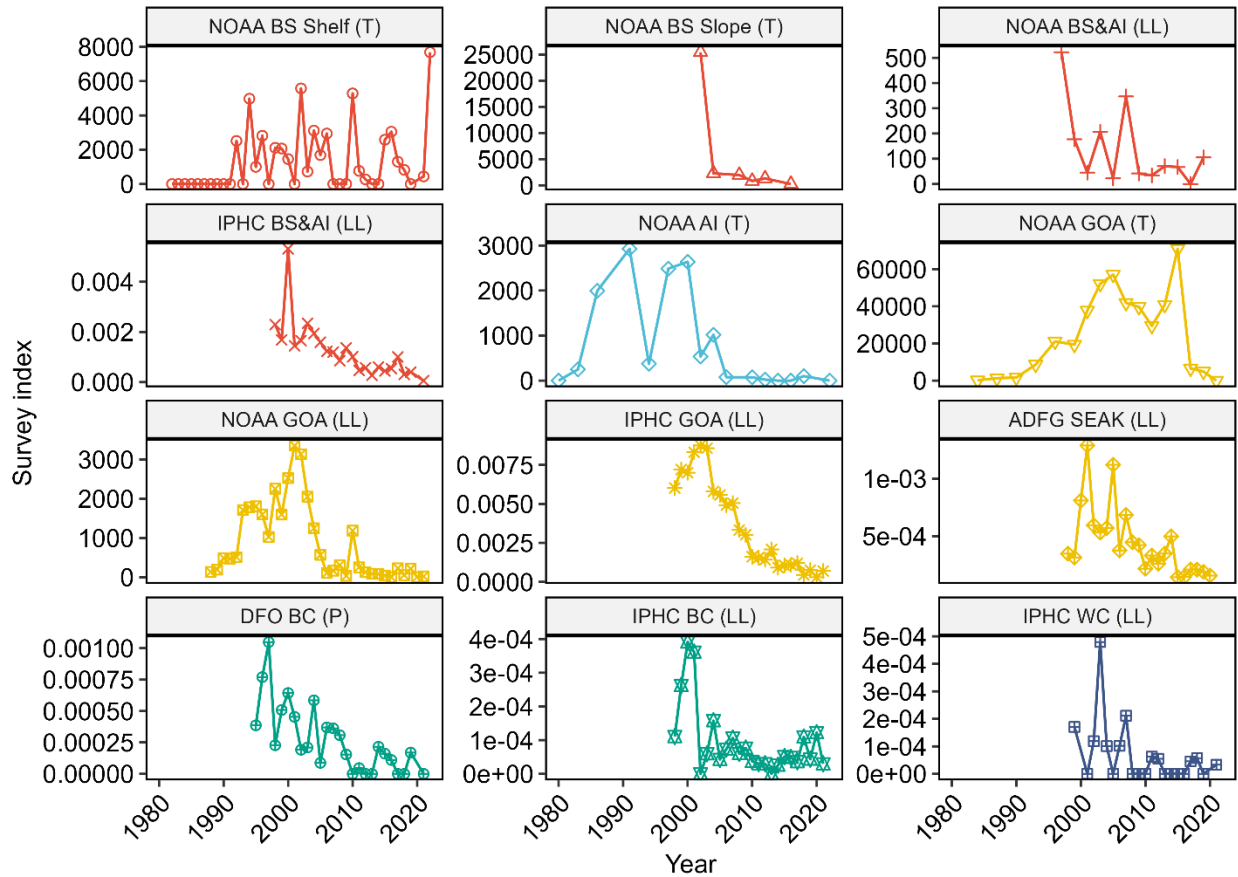 NOAA BS Shelf (T)
8000
6000
4000
2000
0
NOAA BS Slope (T)
25000
20000
15000
10000
5000
0
NOAA BS&AI (LL)
500
400
300
200
100
0
IPHC BS&AI (LL)
0.004
0.002
0.000
NOAA AI (T)
3000
2000
1000
0
NOAA GOA (T)
60000
40000
20000
0
Survey index
NOAA GOA (LL)
3000
2000
1000
0
IPHC GOA (LL)
0.0075
0.0050
0.0025
0.0000
ADFG SEAK (LL)
1e-03
5e-04
DFO BC (P)
0.00100
0.00075
0.00050
0.00025
0.00000
IPHC BC (LL)
4e-04
3e-04
2e-04
1e-04
0e+00
IPHC WC (LL)
5e-04
4e-04
3e-04
2e-04
1e-04
0e+00
1980 1990 2000 2010 2020
1980 1990 2000 2010 2020
1980 1990 2000 2010 2020
Year